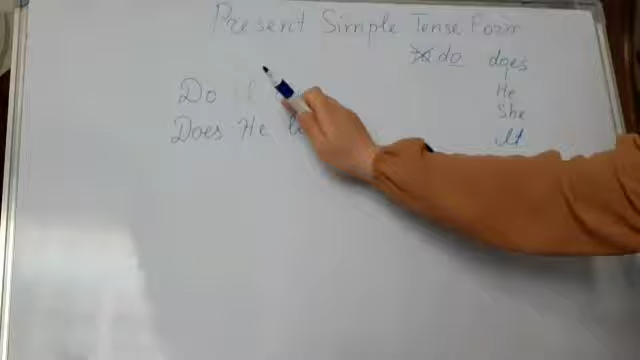 Present Simple Tense Form
do does
He
She
It
Do
Does He